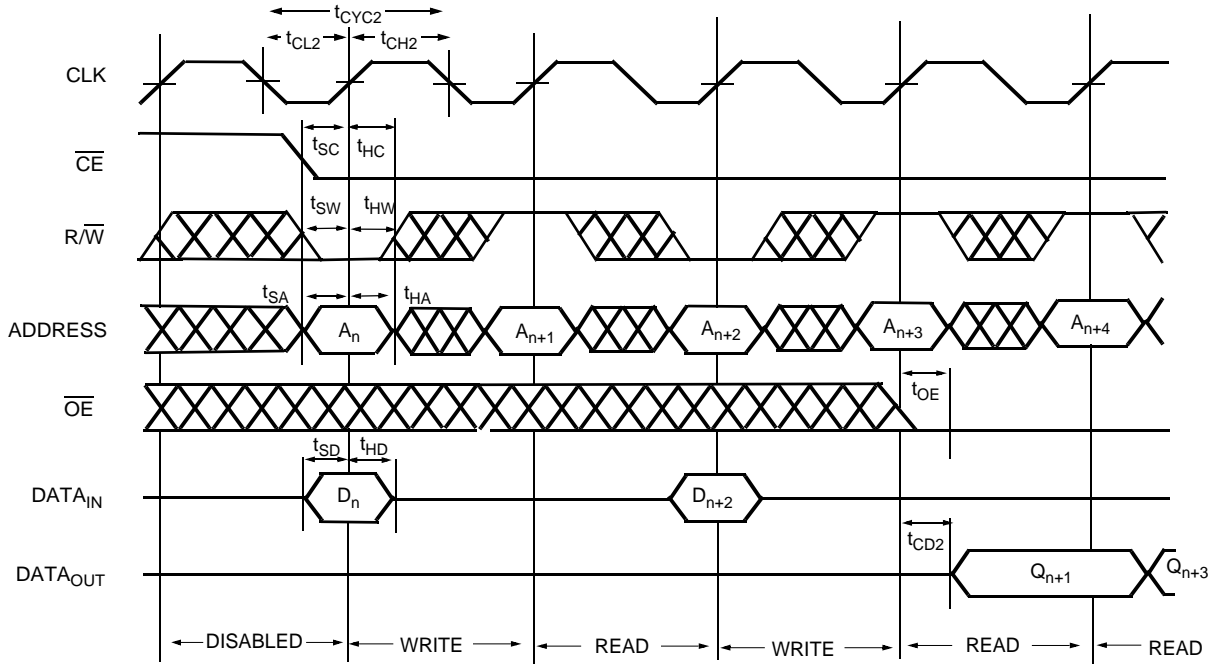 tCYC2
tCL2 tCH2
CLK
tSC tHC
CE
tSW tHW
R/W
tSA tHA
ADDRESS An An+1 An+2 An+3 An+4
tOE
OE
tSD tHD
DATAIN Dn Dn+2
tCD2
DATAOUT Qn+1 Qn+3
DISABLED WRITE READ WRITE READ READ